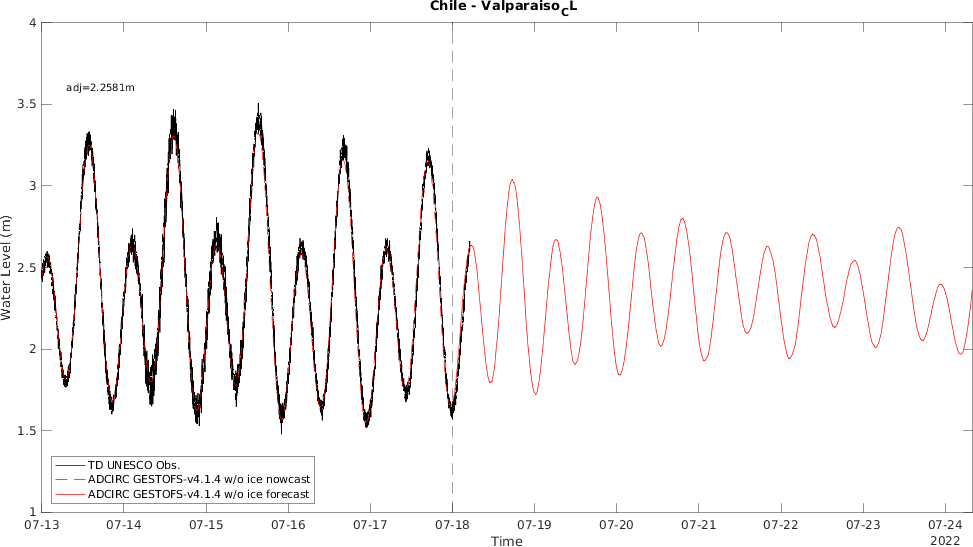 Chile - Valparaiso_CL
4
adj=2.2581m
3.5
3
2.5
2
1.5
1
Water Level (m)
TD UNESCO Obs.
ADCIRC GESTOFS-v4.1.4 w/o ice nowcast
ADCIRC GESTOFS-v4.1.4 w/o ice forecast
07-13 07-14 07-15 07-16 07-17 07-18 07-19 07-20 07-21 07-22 07-23 07-24
Time
2022